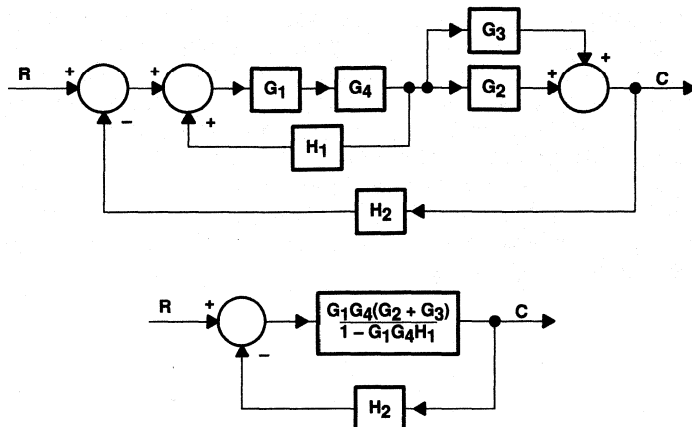 G₃
R + + G₁ G₄ G₂ + + C
− + H₁
H₂
R + G₁G₄(G₂ + G₃) C
1 − G₁G₄H₁
−
H₂